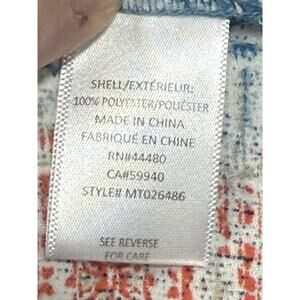 SHELL/EXTÉRIEUR:
100% POLYESTER/POLIÉSTER
MADE IN CHINA
FABRIQUÉ EN CHINE
RN#44480
CA#59940
STYLE# MT026486
SEE REVERSE
FOR CARE